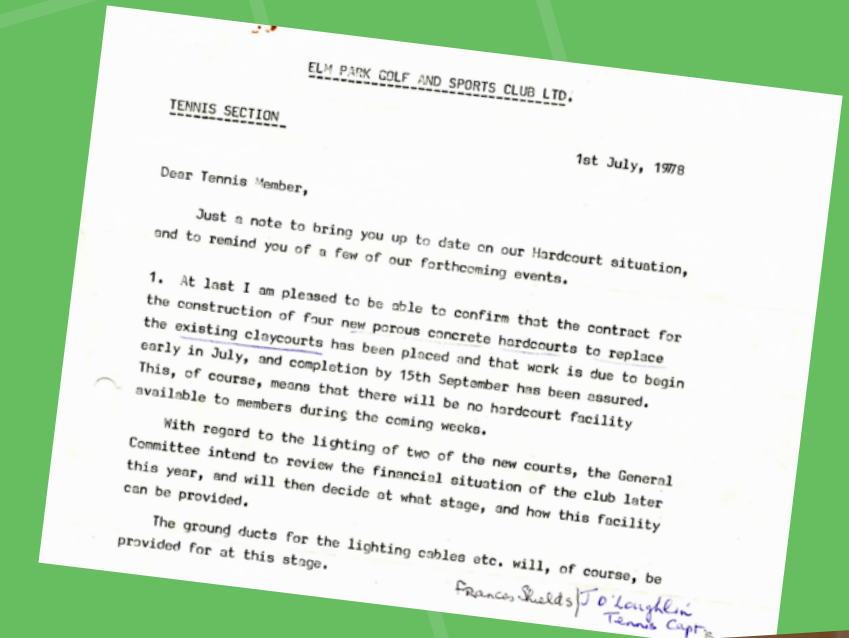 ELM PARK GOLF AND SPORTS CLUB LTD.
TENNIS SECTION
1st July, 1978
Dear Tennis Member,
Just a note to bring you up to date on our Hardcourt situation,
and to remind you of a few of our forthcoming events.
1. At last I am pleased to be able to confirm that the contract for
the construction of four new porous concrete hardcourts to replace
the existing claycourts has been placed and that work is due to begin
early in July, and completion by 15th September has been assured.
This, of course, means that there will be no hardcourt facility
available to members during the coming weeks.
With regard to the lighting of two of the new courts, the General
Committee intend to review the financial situation of the club later
this year, and will then decide at what stage, and how this facility
can be provided.
The ground ducts for the lighting cables etc. will, of course, be
provided for at this stage.
Frances Shields/J O'Loughlin
Tennis Capts